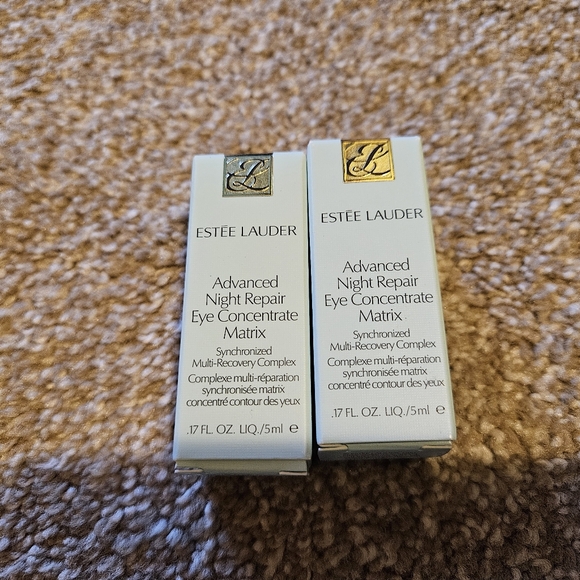 ESTÉE LAUDER
Advanced
Night Repair
Eye Concentrate
Matrix
Synchronized
Multi-Recovery Complex
Complexe multi-réparation
synchronisée matrix
concentré contour des yeux
.17 FL. OZ. LIQ./5ml ℮
ESTÉE LAUDER
Advanced
Night Repair
Eye Concentrate
Matrix
Synchronized
Multi-Recovery Complex
Complexe multi-réparation
synchronisée matrix
concentré contour des yeux
.17 FL. OZ. LIQ./5ml ℮